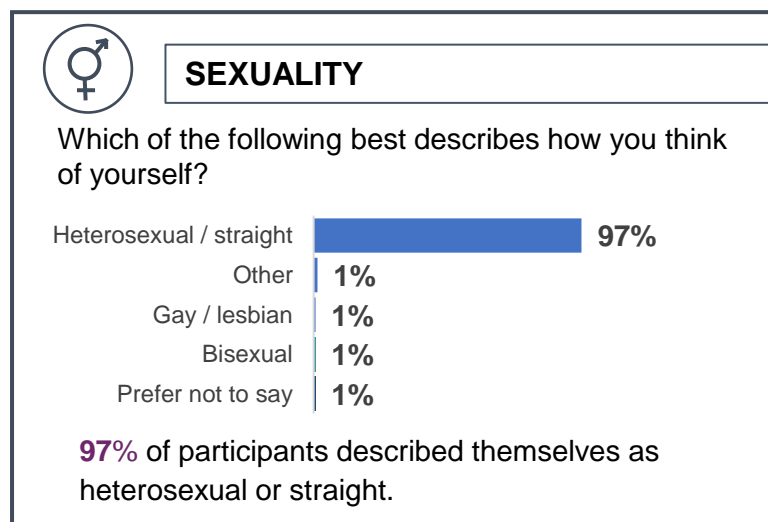 SEXUALITY
Which of the following best describes how you think
of yourself?
Heterosexual / straight 97%
Other 1%
Gay / lesbian 1%
Bisexual 1%
Prefer not to say 1%
97% of participants described themselves as
heterosexual or straight.